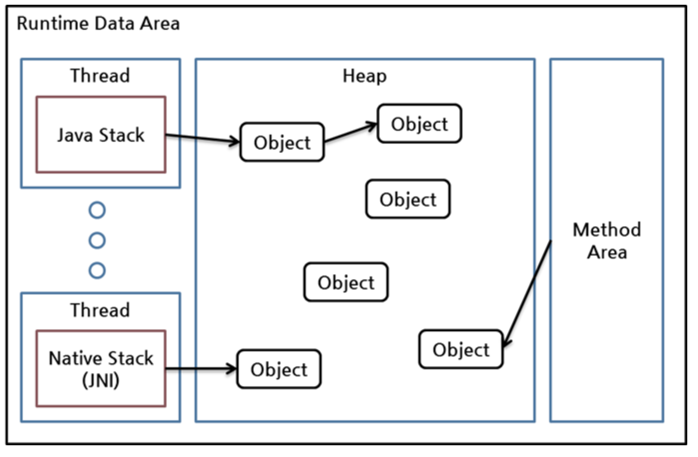 Runtime Data Area
Thread
Java Stack
Heap
Object
Object
Object
Object
Object
Object
Method
Area
Thread
Native Stack
(JNI)